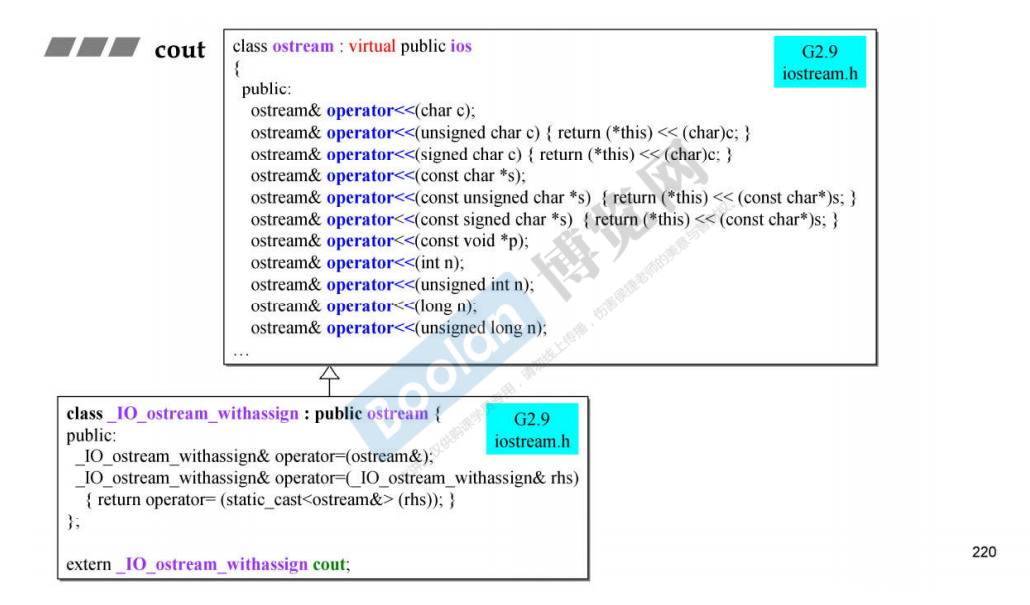 cout
class ostream : virtual public ios
G2.9
iostream.h
{
public:
ostream& operator<<(char c);
ostream& operator<<(unsigned char c) { return (*this) << (char)c; }
ostream& operator<<(signed char c) { return (*this) << (char)c; }
ostream& operator<<(const char *s);
ostream& operator<<(const unsigned char *s) { return (*this) << (const char*)s; }
ostream& operator<<(const signed char *s) { return (*this) << (const char*)s; }
ostream& operator<<(const void *p);
ostream& operator<<(int n);
ostream& operator<<(unsigned int n);
ostream& operator<<(long n);
ostream& operator<<(unsigned long n);
...
Boolan 博览网
class _IO_ostream_withassign : public ostream {
G2.9
iostream.h
public:
_IO_ostream_withassign& operator=(ostream&);
_IO_ostream_withassign& operator=(_IO_ostream_withassign& rhs)
{ return operator= (static_cast<ostream&> (rhs)); }
};
extern _IO_ostream_withassign cout;
220